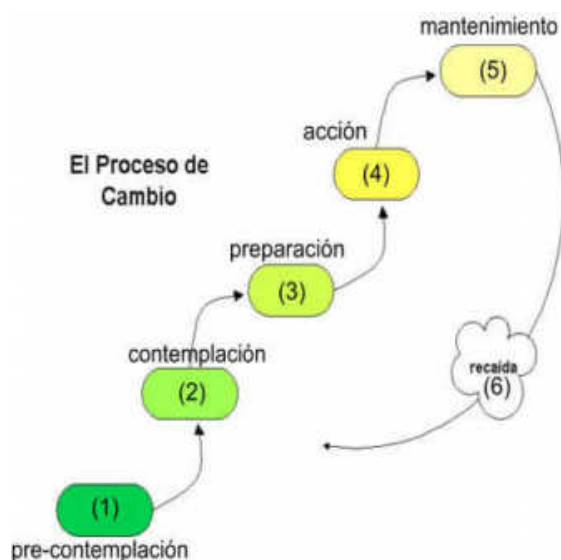 mantenimiento
(5)
acción
(4)
El Proceso de
Cambio
preparación
(3)
contemplación
(2)
recaída
(6)
(1)
pre-contemplación